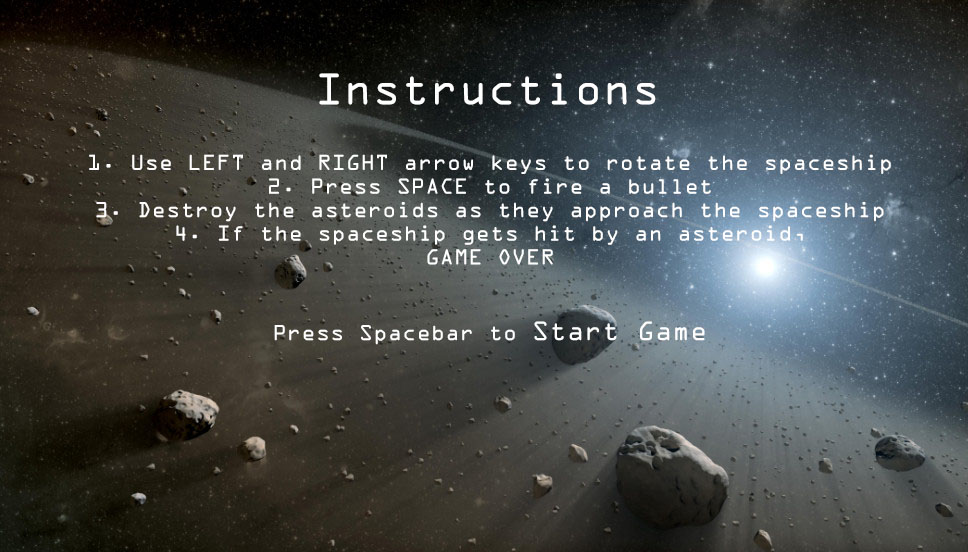 Instructions
1. Use LEFT and RIGHT arrow keys to rotate the spaceship
2. Press SPACE to fire a bullet
3. Destroy the asteroids as they approach the spaceship
4. If the spaceship gets hit by an asteroid,
GAME OVER
Press Spacebar to Start Game